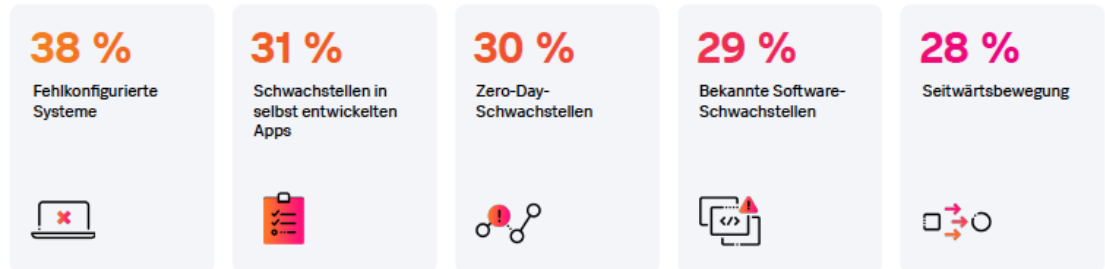 38 %
Fehlkonfigurierte
Systeme
31 %
Schwachstellen in
selbst entwickelten
Apps
30 %
Zero-Day-
Schwachstellen
29 %
Bekannte Software-
Schwachstellen
28 %
Seitwärtsbewegung